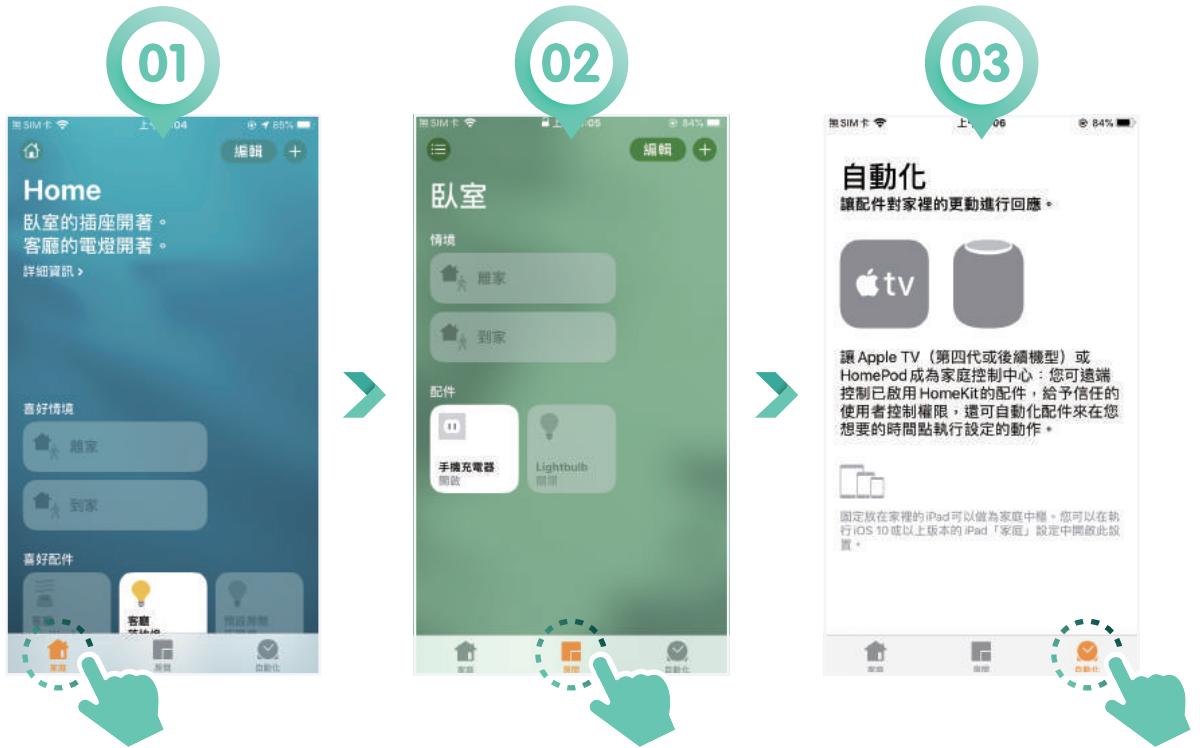 01
無SIM卡
85%
編輯 +
Home
臥室的插座開著。
客廳的電燈開著。
詳細資訊 >
喜好情境
離家
到家
喜好配件
客廳
家庭
房間
自動化
02
無SIM卡
84%
編輯 +
臥室
情境
離家
到家
配件
手機充電器
開啟
Lightbulb
關閉
家庭
房間
自動化
03
無SIM卡
84%
自動化
讓配件對家裡的更動進行回應。
tv
讓 Apple TV（第四代或後續機型）或
HomePod 成為家庭控制中心：您可遠端
控制已啟用 HomeKit的配件，給予信任的
使用者控制權限，還可自動化配件來在您
想要的時間點執行設定的動作。
固定放在家裡的 iPad 可以做為家庭中樞。您可以在執
行 iOS 10 或以上版本的 iPad「家庭」設定中開啟此設
置。
家庭
房間
自動化